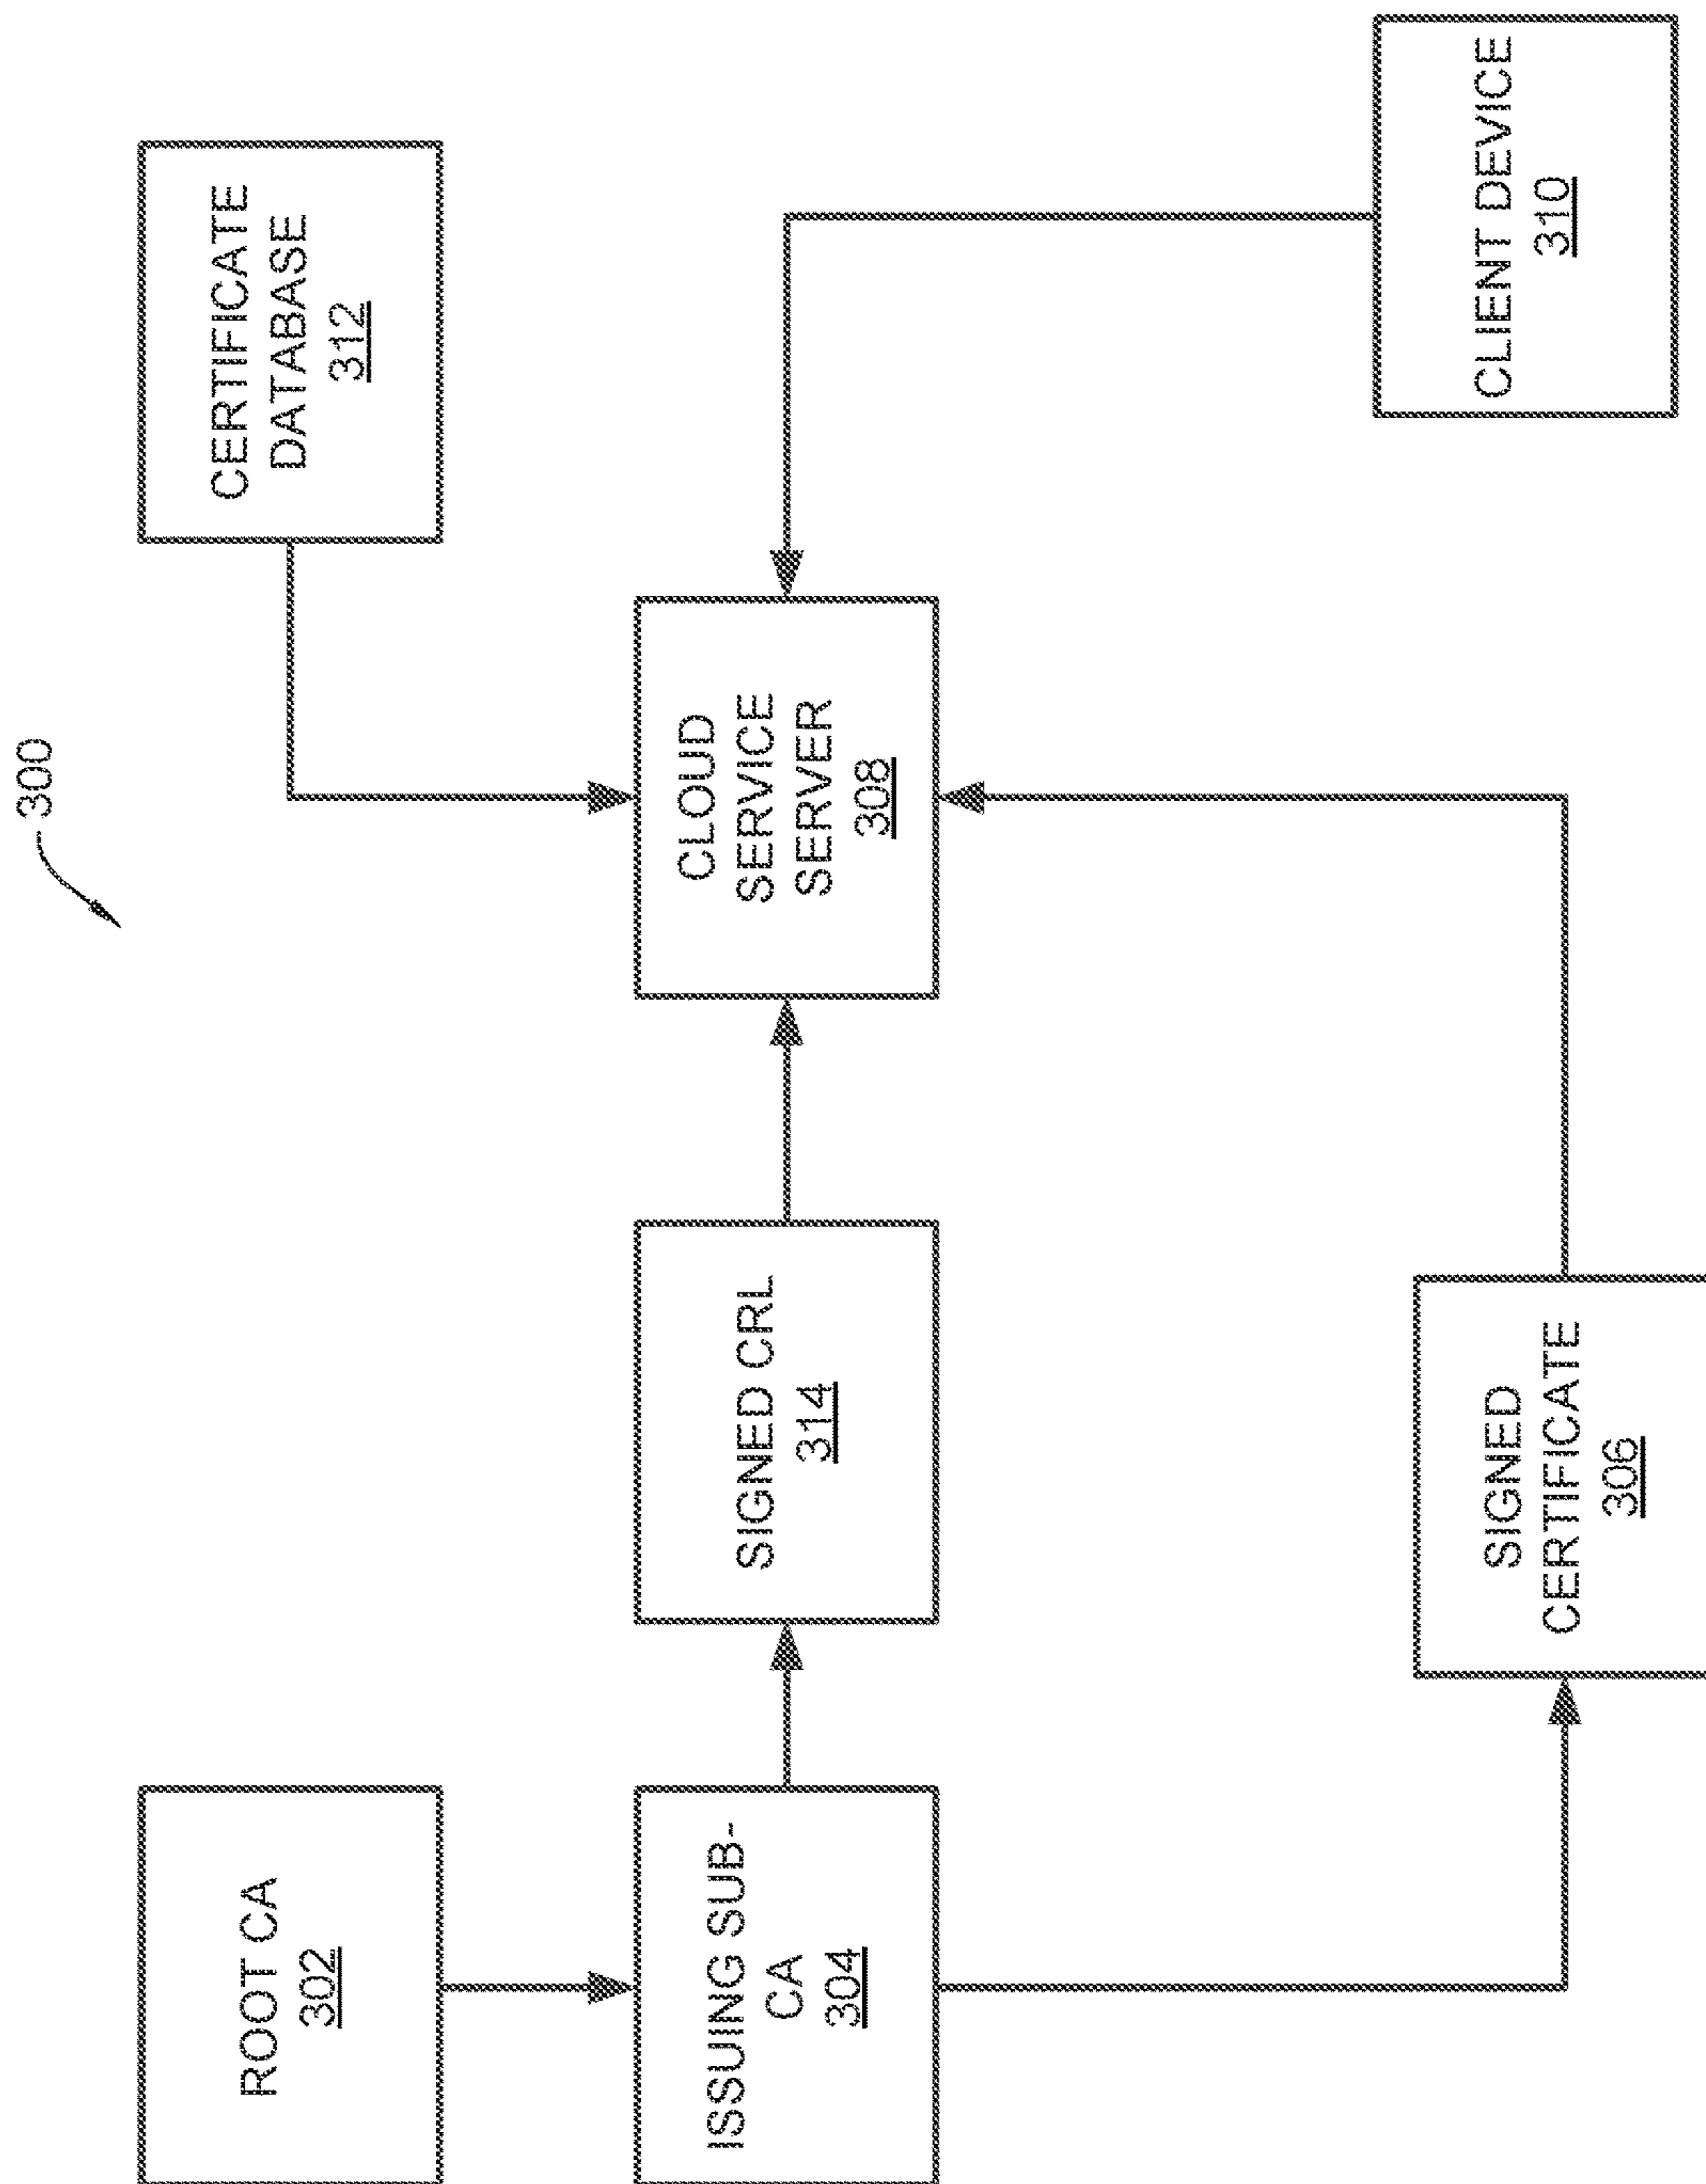 300
ROOT CA
302
CERTIFICATE
DATABASE
312
ISSUING SUB-
CA
304
SIGNED CRL
314
CLOUD
SERVICE
SERVER
308
SIGNED
CERTIFICATE
306
CLIENT DEVICE
310